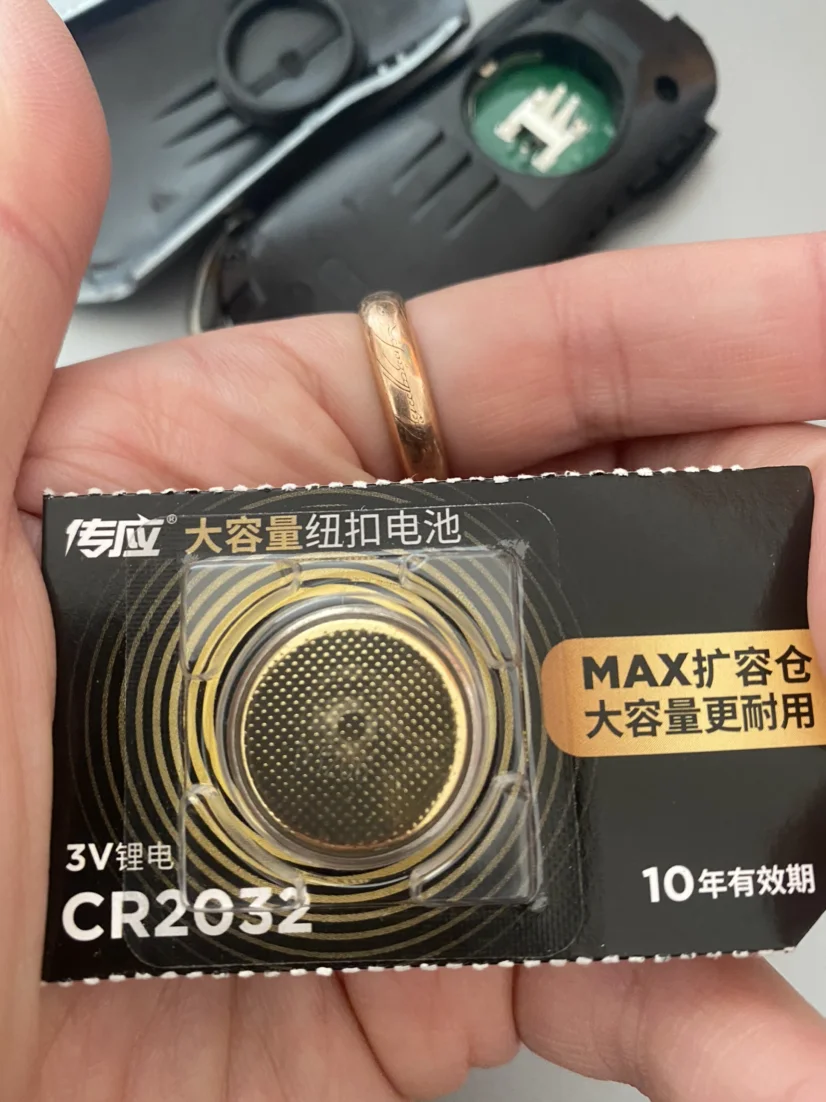 传应® 大容量纽扣电池
MAX扩容仓
大容量更耐用
3V锂电
CR2032
10年有效期